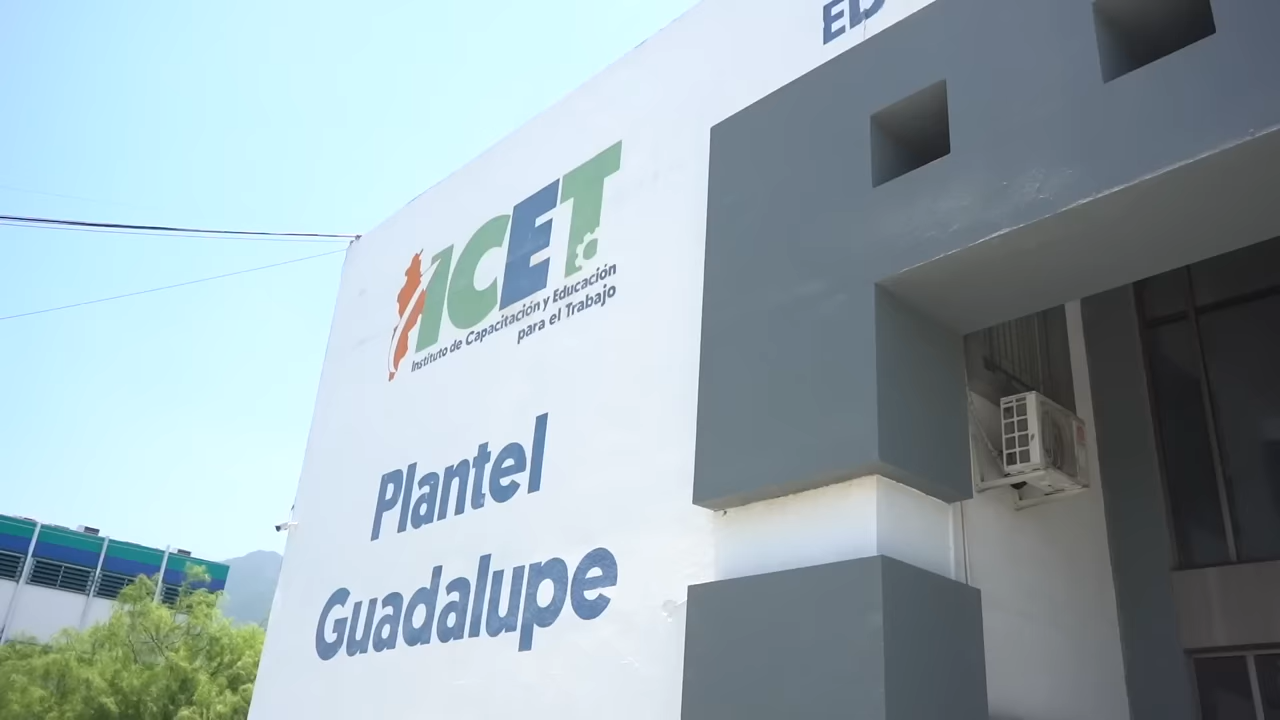 ICET
Instituto de Capacitación y Educación
para el Trabajo
Plantel
Guadalupe